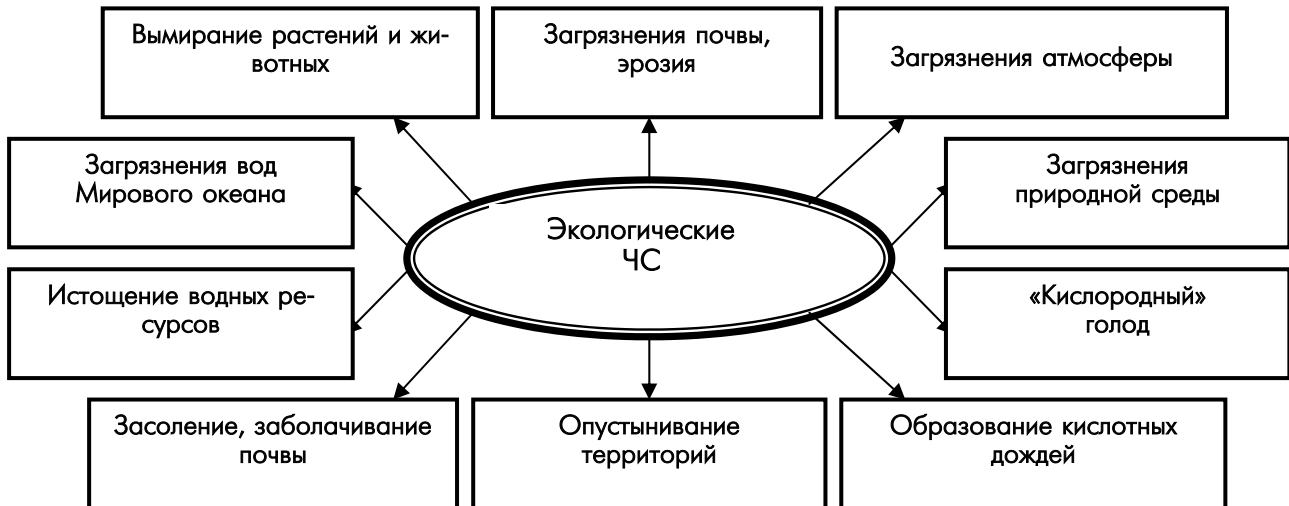 Вымирание растений и жи-
вотных
Загрязнения почвы,
эрозия
Загрязнения атмосферы
Загрязнения вод
Мирового океана
Загрязнения
природной среды
Экологические
ЧС
Истощение водных ре-
сурсов
«Кислородный»
голод
Засоление, заболачивание
почвы
Опустынивание
территорий
Образование кислотных
дождей